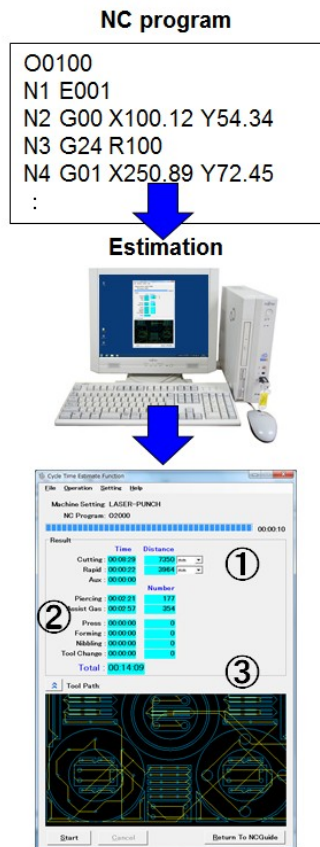 NC program
O0100
N1 E001
N2 G00 X100.12 Y54.34
N3 G24 R100
N4 G01 X250.89 Y72.45
:
Estimation
Cycle Time Estimate Function
File Operation Setting Help
Machine Setting: LASER-PUNCH
NC Program: O2000
00:00:10
Result
Time Distance
①
Cutting : 00:08:29 7350 mm
Rapid : 00:00:22 3964 mm
Aux : 00:00:00
Number
②
Piercing : 00:02:21 177
Assist Gas : 00:02:57 354
Press : 00:00:00 0
Forming : 00:00:00 0
Nibbling : 00:00:00 0
Tool Change : 00:00:00 0
Total : 00:14:09
③
Tool Path
Start Cancel Return To NCGuide